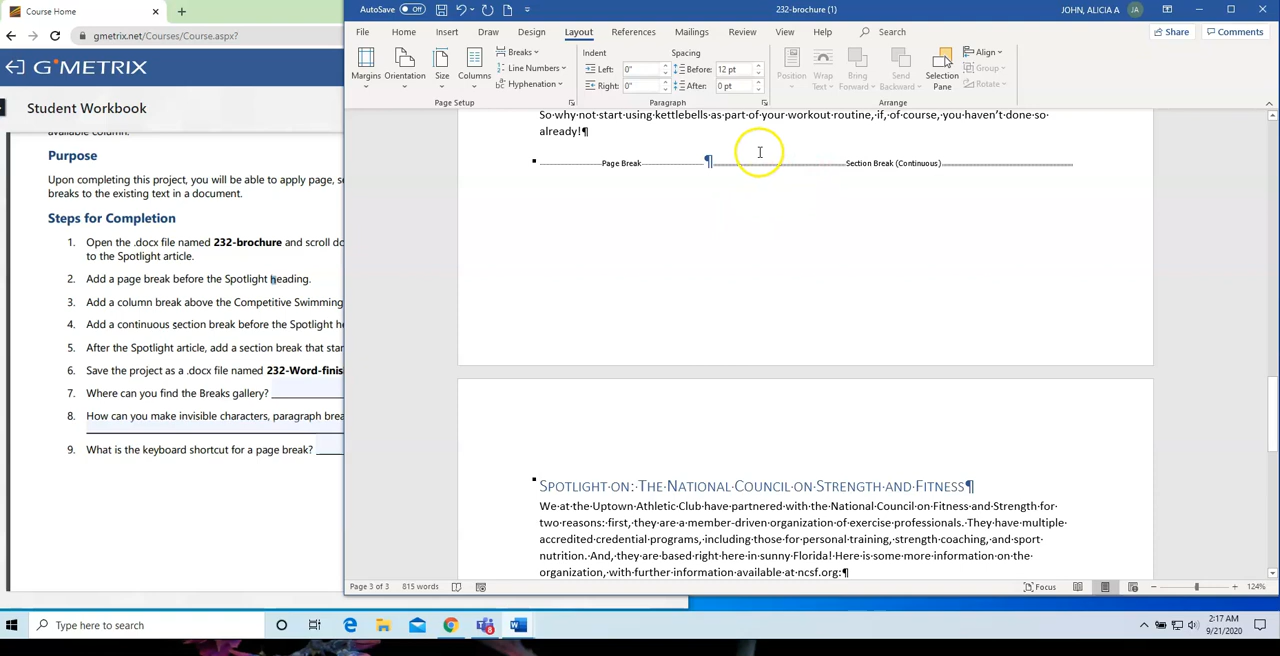 Course Home
gmetrix.net/Courses/Course.aspx?
GMETRIX
Student Workbook
available column.
Purpose
Upon completing this project, you will be able to apply page, se
breaks to the existing text in a document.
Steps for Completion
1. Open the .docx file named 232-brochure and scroll do
to the Spotlight article.
2. Add a page break before the Spotlight heading.
3. Add a column break above the Competitive Swimming
4. Add a continuous section break before the Spotlight he
5. After the Spotlight article, add a section break that star
6. Save the project as a .docx file named 232-Word-finish
7. Where can you find the Breaks gallery?
8. How can you make invisible characters, paragraph brea
9. What is the keyboard shortcut for a page break?
AutoSave Off
232-brochure (1)
JOHN, ALICIA A JA
File Home Insert Draw Design Layout References Mailings Review View Help Search
Share Comments
Margins Orientation Size Columns
Breaks
Line Numbers
Hyphenation
Page Setup
Indent Spacing
Left: 0" Before: 12 pt
Right: 0" After: 0 pt
Paragraph
Position Wrap Text Bring Forward Send Backward Selection Pane
Align
Group
Rotate
Arrange
So·why·not·start·using·kettlebells·as·part·of·your·workout·routine,·if,·of·course,·you·haven't·done·so·
already!¶
Page Break ¶ Section Break (Continuous)
SPOTLIGHT·ON:·THE·NATIONAL·COUNCIL·ON·STRENGTH·AND·FITNESS¶
We·at·the·Uptown·Athletic·Club·have·partnered·with·the·National·Council·on·Fitness·and·Strength·for·
two·reasons:·first,·they·are·a·member-driven·organization·of·exercise·professionals.·They·have·multiple·
accredited·credential·programs,·including·those·for·personal·training,·strength·coaching,·and·sport·
nutrition.·And,·they·are·based·right·here·in·sunny·Florida!·Here·is·some·more·information·on·the·
organization,·with·further·information·available·at·ncsf.org:¶
Page 3 of 3 815 words
Focus
124%
Type here to search
2:17 AM
9/21/2020